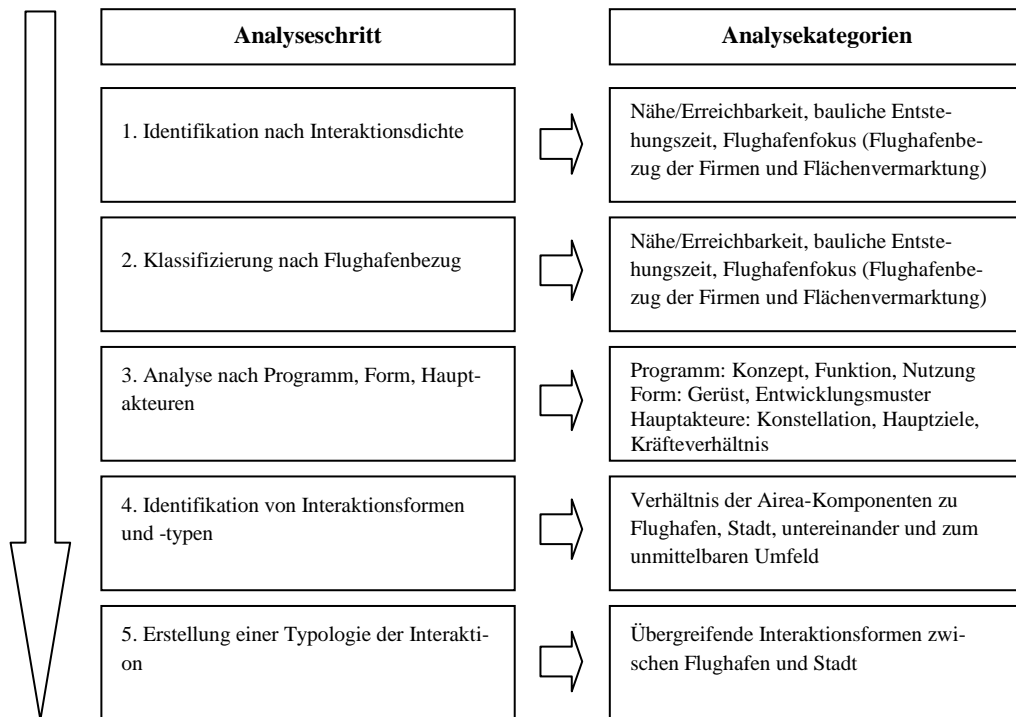 Analyseschritt
Analysekategorien
1. Identifikation nach Interaktionsdichte
Nähe/Erreichbarkeit, bauliche Entste-
hungszeit, Flughafenfokus (Flughafenbe-
zug der Firmen und Flächenvermarktung)
2. Klassifizierung nach Flughafenbezug
Nähe/Erreichbarkeit, bauliche Entste-
hungszeit, Flughafenfokus (Flughafenbe-
zug der Firmen und Flächenvermarktung)
3. Analyse nach Programm, Form, Haupt-
akteuren
Programm: Konzept, Funktion, Nutzung
Form: Gerüst, Entwicklungsmuster
Hauptakteure: Konstellation, Hauptziele,
Kräfteverhältnis
4. Identifikation von Interaktionsformen
und -typen
Verhältnis der Airea-Komponenten zu
Flughafen, Stadt, untereinander und zum
unmittelbaren Umfeld
5. Erstellung einer Typologie der Interakti-
on
Übergreifende Interaktionsformen zwi-
schen Flughafen und Stadt